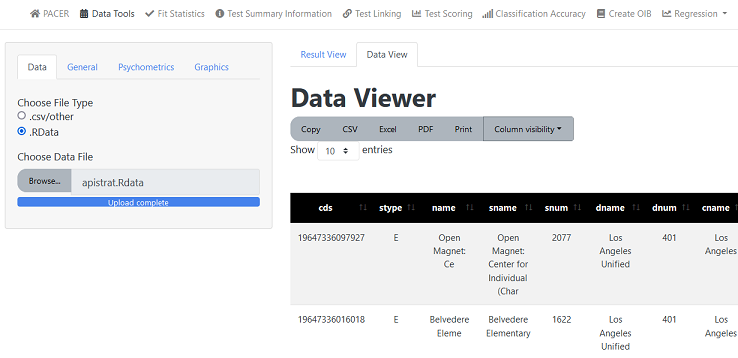 PACER Data Tools Fit Statistics Test Summary Information Test Linking Test Scoring Classification Accuracy Create OIB Regression
Data General Psychometrics Graphics
Choose File Type
.csv/other
.RData
Choose Data File
Browse... apistrat.Rdata
Upload complete
Result View Data View
Data Viewer
Copy CSV Excel PDF Print Column visibility
Show 10 entries
cds stype name sname snum dname dnum cname
19647336097927 E Open Open 2077 Los 401 Los
Magnet: Magnet: Angeles Angeles
Ce Center for Unified
Individual
(Char
19647336016018 E Belvedere Belvedere 1622 Los 401 Los
Eleme Elementary Angeles Angeles
Unified